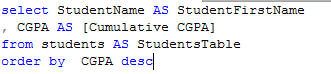 select StudentName AS StudentFirstName
, CGPA AS [Cumulative CGPA]
from students AS StudentsTable
order by  CGPA desc